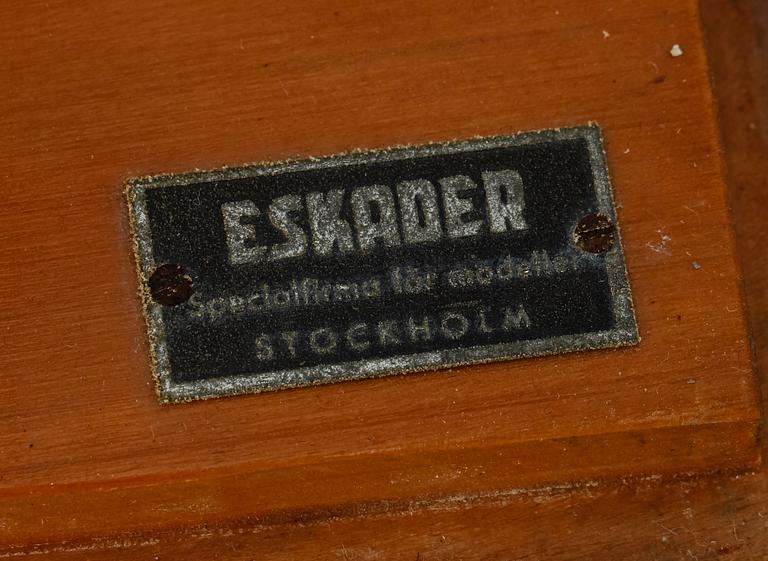 ESKADER
Specialfirma för modeller
STOCKHOLM